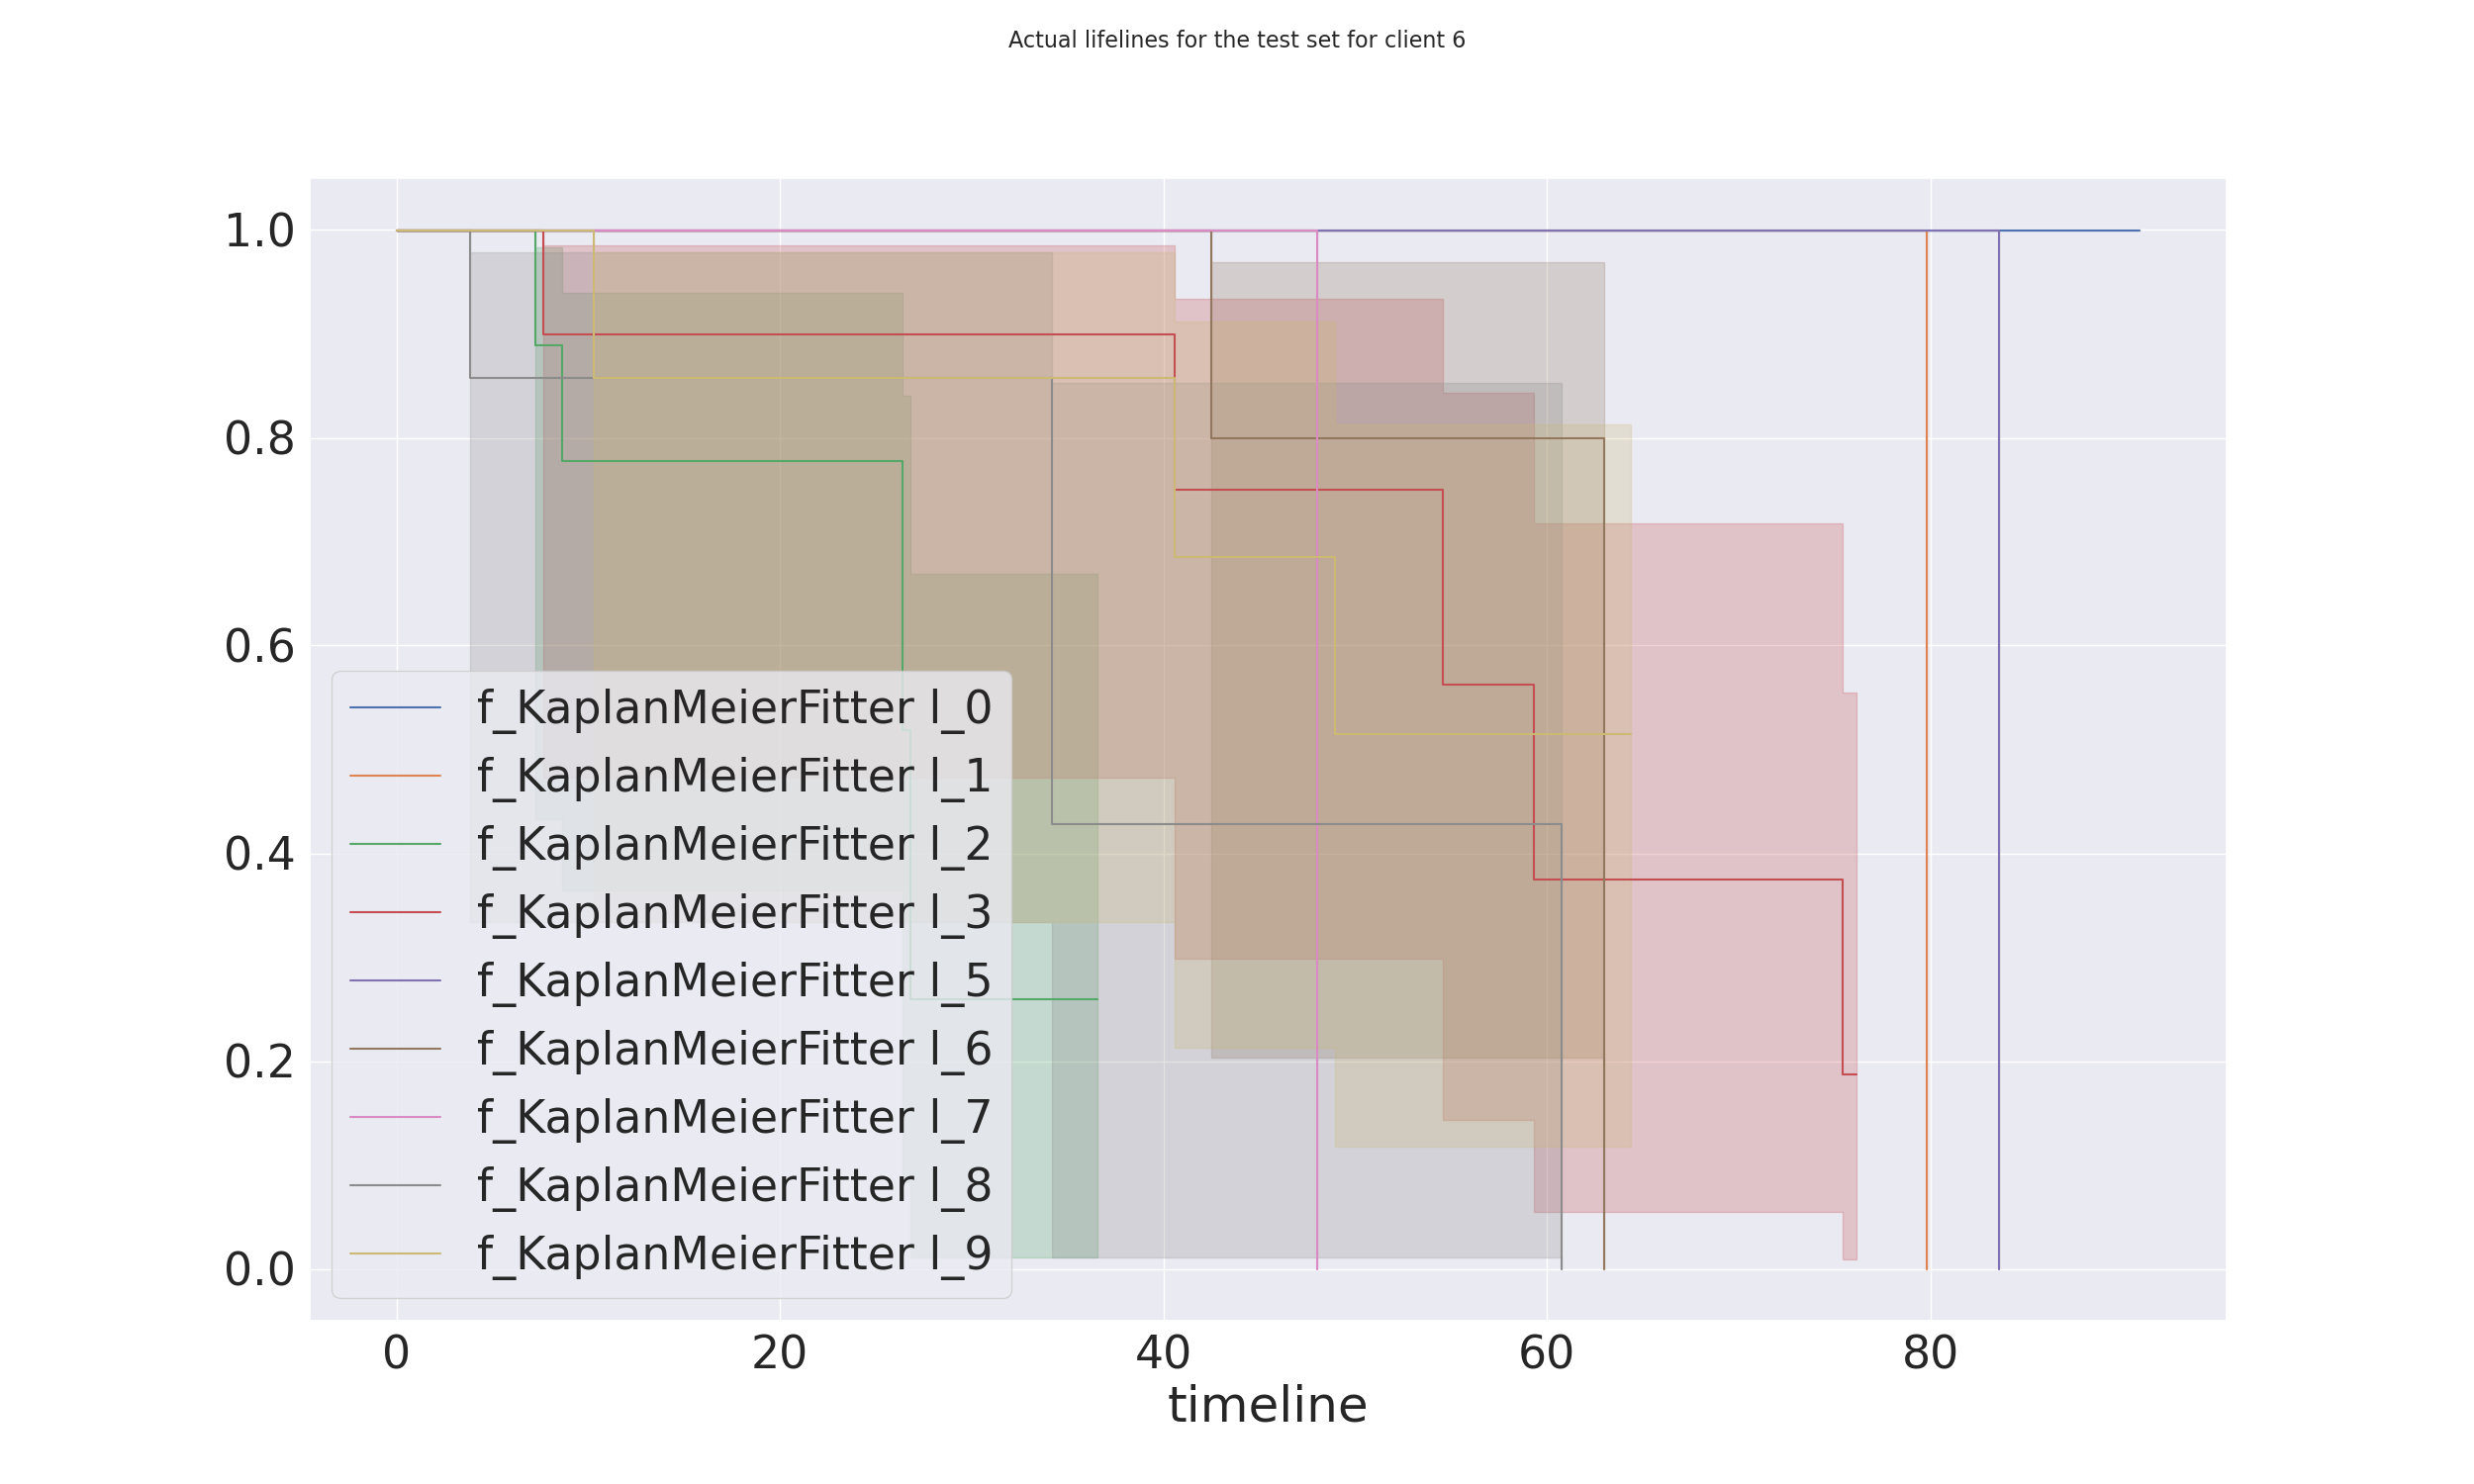 Actual lifelines for the test set for client 6
1.0
0.8
0.6
0.4
0.2
0.0
f_KaplanMeierFitter l_0
f_KaplanMeierFitter l_1
f_KaplanMeierFitter l_2
f_KaplanMeierFitter l_3
f_KaplanMeierFitter l_5
f_KaplanMeierFitter l_6
f_KaplanMeierFitter l_7
f_KaplanMeierFitter l_8
f_KaplanMeierFitter l_9
0 20 40 60 80
timeline